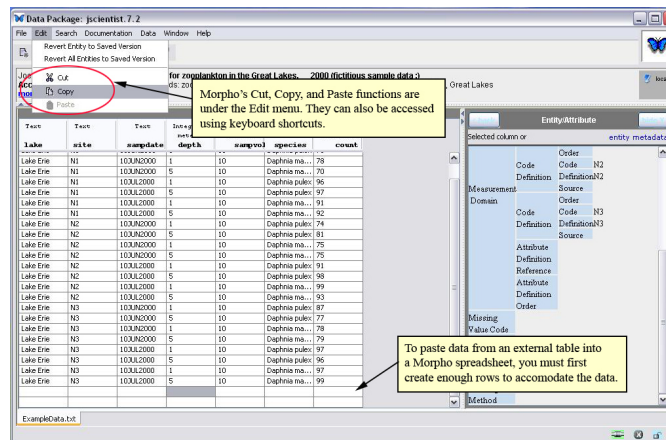 Data Package: jscientist.7.2
File Edit Search Documentation Data Window Help
Revert Entity to Saved Version
Revert All Entities to Saved Version
Cut
Copy
Paste
for zooplankton in the Great Lakes, 2000 (fictitious sample data ;)
Great Lakes
Morpho's Cut, Copy, and Paste functions are
under the Edit menu. They can also be accessed
using keyboard shortcuts.
Entity/Attribute
Selected column or entity metadata
Text Text Text
lake site sampdate depth sampvol species count
Lake Erie N1 10JUN2000 1 10 Daphnia ma... 78
Lake Erie N1 10JUN2000 5 10 Daphnia ma... 70
Lake Erie N1 10JUL2000 1 10 Daphnia pulex 96
Lake Erie N1 10JUL2000 5 10 Daphnia pulex 97
Lake Erie N1 10JUL2000 1 10 Daphnia ma... 91
Lake Erie N1 10JUL2000 5 10 Daphnia ma... 92
Lake Erie N2 10JUN2000 1 10 Daphnia pulex 74
Lake Erie N2 10JUN2000 5 10 Daphnia pulex 81
Lake Erie N2 10JUN2000 1 10 Daphnia ma... 75
Lake Erie N2 10JUN2000 5 10 Daphnia ma... 75
Lake Erie N2 10JUL2000 1 10 Daphnia pulex 91
Lake Erie N2 10JUL2000 5 10 Daphnia pulex 98
Lake Erie N2 10JUL2000 1 10 Daphnia ma... 99
Lake Erie N2 10JUL2000 5 10 Daphnia ma... 93
Lake Erie N3 10JUN2000 1 10 Daphnia pulex 87
Lake Erie N3 10JUN2000 5 10 Daphnia pulex 77
Lake Erie N3 10JUN2000 1 10 Daphnia ma... 78
Lake Erie N3 10JUN2000 5 10 Daphnia ma... 79
Lake Erie N3 10JUL2000 1 10 Daphnia pulex 97
Lake Erie N3 10JUL2000 5 10 Daphnia pulex 96
Lake Erie N3 10JUL2000 1 10 Daphnia ma... 97
Lake Erie N3 10JUL2000 5 10 Daphnia ma... 99
Order
Code Code N2
Definition Definition N2
Measurement Source
Domain Order
Code Code N3
Definition Definition N3
Source
Attribute
Definition
Reference
Attribute
Definition
Order
Missing
Value Code
To paste data from an external table into
a Morpho spreadsheet, you must first
create enough rows to accomodate the data.
Method
ExampleData.txt